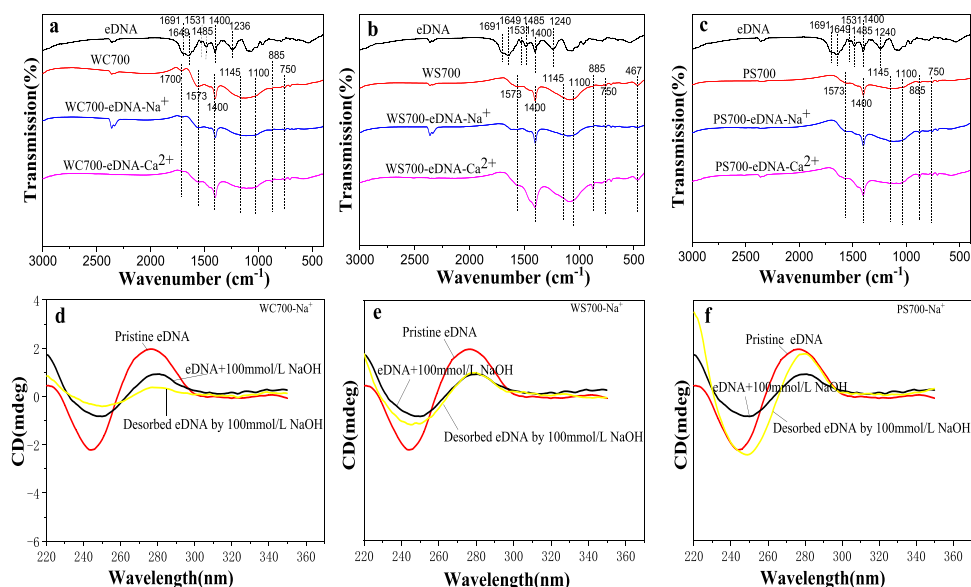 a
eDNA
1691
1531
1400
1236
1649
1485
885
WC700
1700
1573
1145
1100
750
1400
WC700-eDNA-Na+
WC700-eDNA-Ca2+
Transmission(%)
3000 2500 2000 1500 1000 500
Wavenumber (cm-1)
b
eDNA
1649
1485
1240
1691
1531
1400
WS700
885
467
1145
1100
1573
750
1400
WS700-eDNA-Na+
WS700-eDNA-Ca2+
Transmission(%)
3000 2500 2000 1500 1000 500
Wavenumber (cm-1)
c
eDNA
1400
1531
1691
1649
1485
1240
PS700
1145
1100
750
1573
885
1400
PS700-eDNA-Na+
PS700-eDNA-Ca2+
Transmission(%)
3000 2500 2000 1500 1000 500
Wavenumber (cm-1)
d
WC700-Na+
Pristine eDNA
eDNA+100mmol/L NaOH
Desorbed eDNA by 100mmol/L NaOH
CD(mdeg)
4
2
0
-2
-4
-6
220 240 260 280 300 320 340 360
Wavelength(nm)
e
WS700-Na+
Pristine eDNA
eDNA+100mmol/L NaOH
Desorbed eDNA by 100mmol/L NaOH
CD(mdeg)
220 240 260 280 300 320 340 360
Wavelength(nm)
f
PS700-Na+
Pristine eDNA
eDNA+100mmol/L NaOH
Desorbed eDNA by 100mmol/L NaOH
CD(mdeg)
220 240 260 280 300 320 340 360
Wavelength(nm)